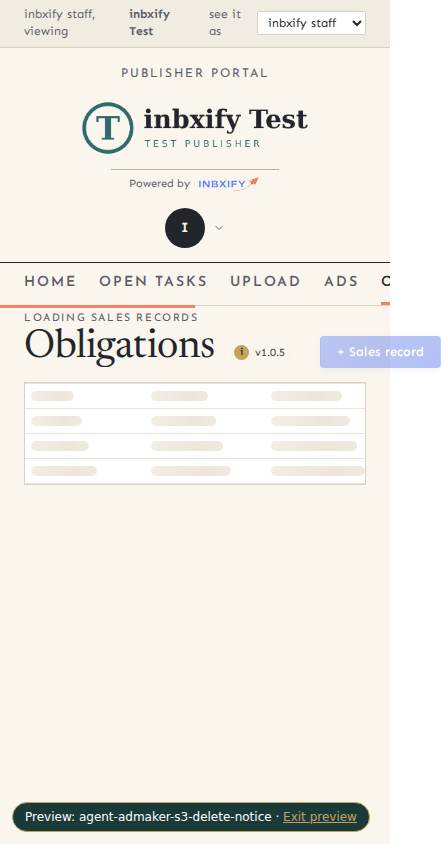 inbxify staff, viewing
inbxify Test
see it as
inbxify staff
PUBLISHER PORTAL
T
inbxify Test
TEST PUBLISHER
Powered by INBXIFY
I
HOME OPEN TASKS UPLOAD ADS
LOADING SALES RECORDS
Obligations
i v1.0.5
+ Sales record
Preview: agent-admaker-s3-delete-notice · Exit preview